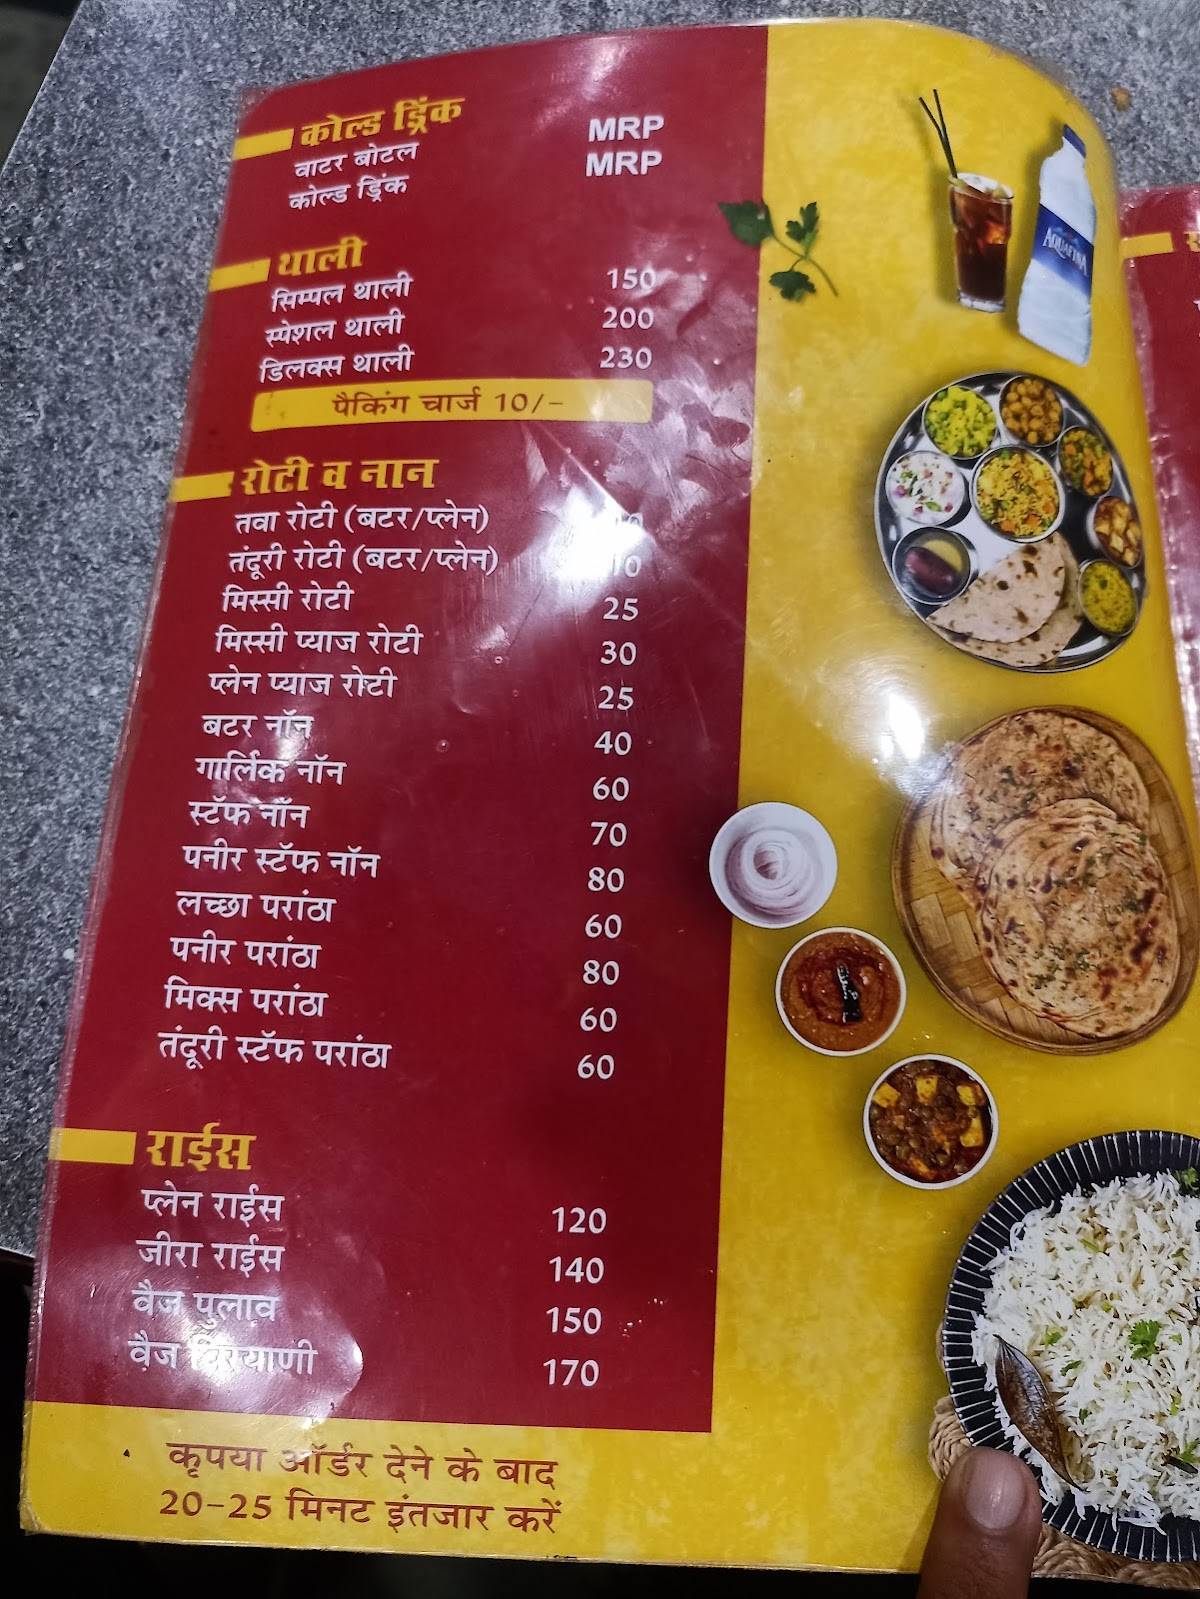 कोल्ड ड्रिंक
वाटर बोटल MRP
कोल्ड ड्रिंक MRP
थाली
सिम्पल थाली 150
स्पेशल थाली 200
डिलक्स थाली 230
पैकिंग चार्ज 10/-
रोटी व नान
तवा रोटी (बटर/प्लेन)
तंदूरी रोटी (बटर/प्लेन)
मिस्सी रोटी 25
मिस्सी प्याज रोटी 30
प्लेन प्याज रोटी 25
बटर नॉन 40
गार्लिक नॉन 60
स्टॅफ नॉन 70
पनीर स्टॅफ नॉन 80
लच्छा परांठा 60
पनीर परांठा 80
मिक्स परांठा 60
तंदूरी स्टॅफ परांठा 60
राईस
प्लेन राईस 120
जीरा राईस 140
वैज पुलाव 150
वैज 170
कृपया ऑर्डर देने के बाद
20-25 मिनट इंतजार करें
AQUAFINA